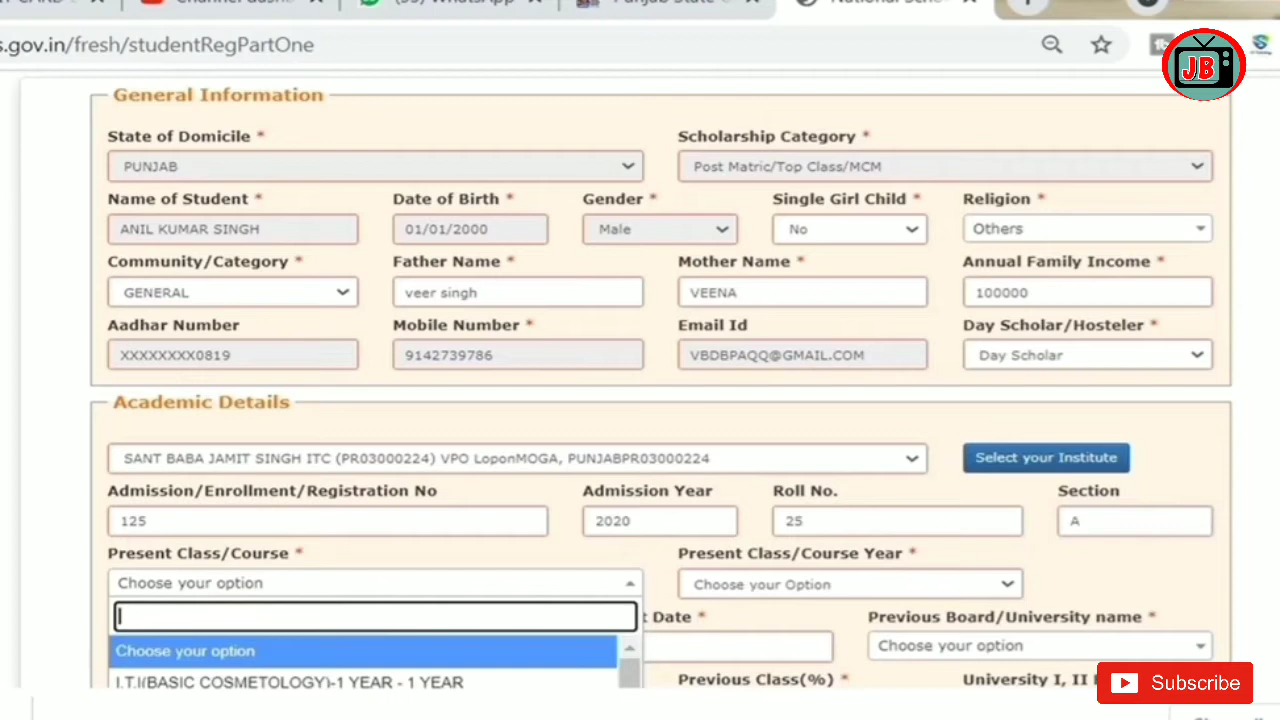 (99) WhatsApp
s.gov.in/fresh/studentRegPartOne
JB
General Information
State of Domicile * Scholarship Category *
PUNJAB Post Matric/Top Class/MCM
Name of Student * Date of Birth * Gender * Single Girl Child * Religion *
ANIL KUMAR SINGH 01/01/2000 Male No Others
Community/Category * Father Name * Mother Name * Annual Family Income *
GENERAL veer singh VEENA 100000
Aadhar Number Mobile Number * Email Id Day Scholar/Hosteler *
XXXXXXXX0819 9142739786 VBDBPAQQ@GMAIL.COM Day Scholar
Academic Details
SANT BABA JAMIT SINGH ITC (PR03000224) VPO LoponMOGA, PUNJABPR03000224 Select your Institute
Admission/Enrollment/Registration No Admission Year Roll No. Section
125 2020 25 A
Present Class/Course * Present Class/Course Year *
Choose your option Choose your Option
Date * Previous Board/University name *
Choose your option
Choose your option
Previous Class(%) * University I, II
I.T.I(BASIC COSMETOLOGY)-1 YEAR - 1 YEAR
Subscribe